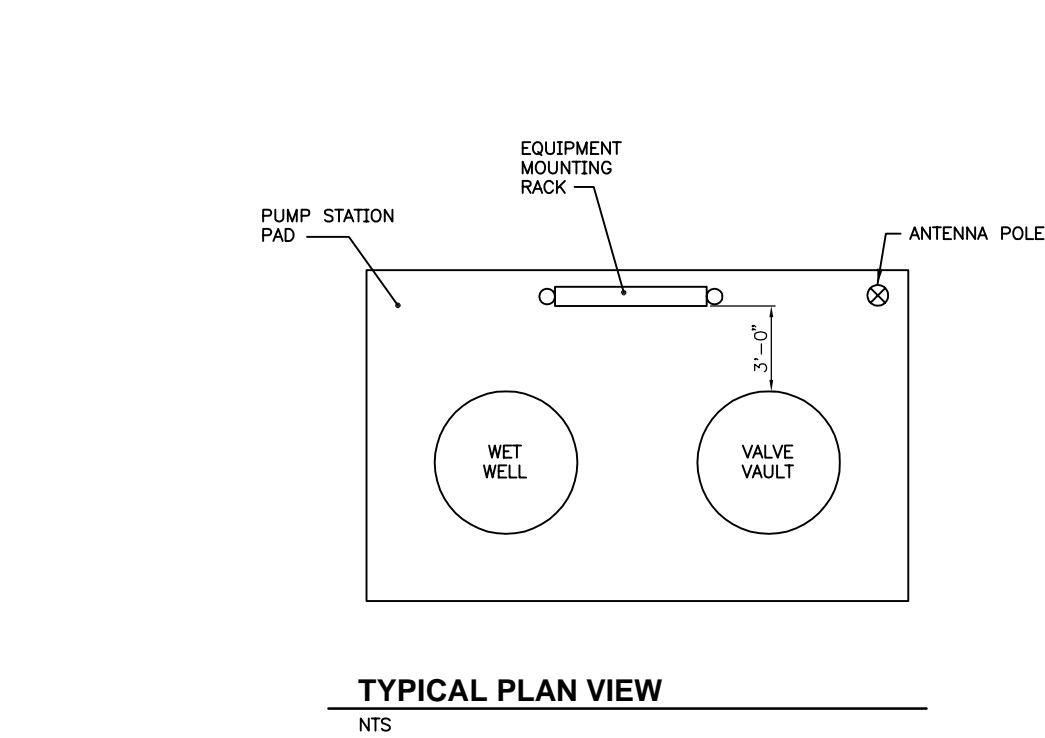 EQUIPMENT
MOUNTING
RACK
PUMP STATION
PAD
ANTENNA POLE
3'-0"
WET
WELL
VALVE
VAULT
TYPICAL PLAN VIEW
NTS